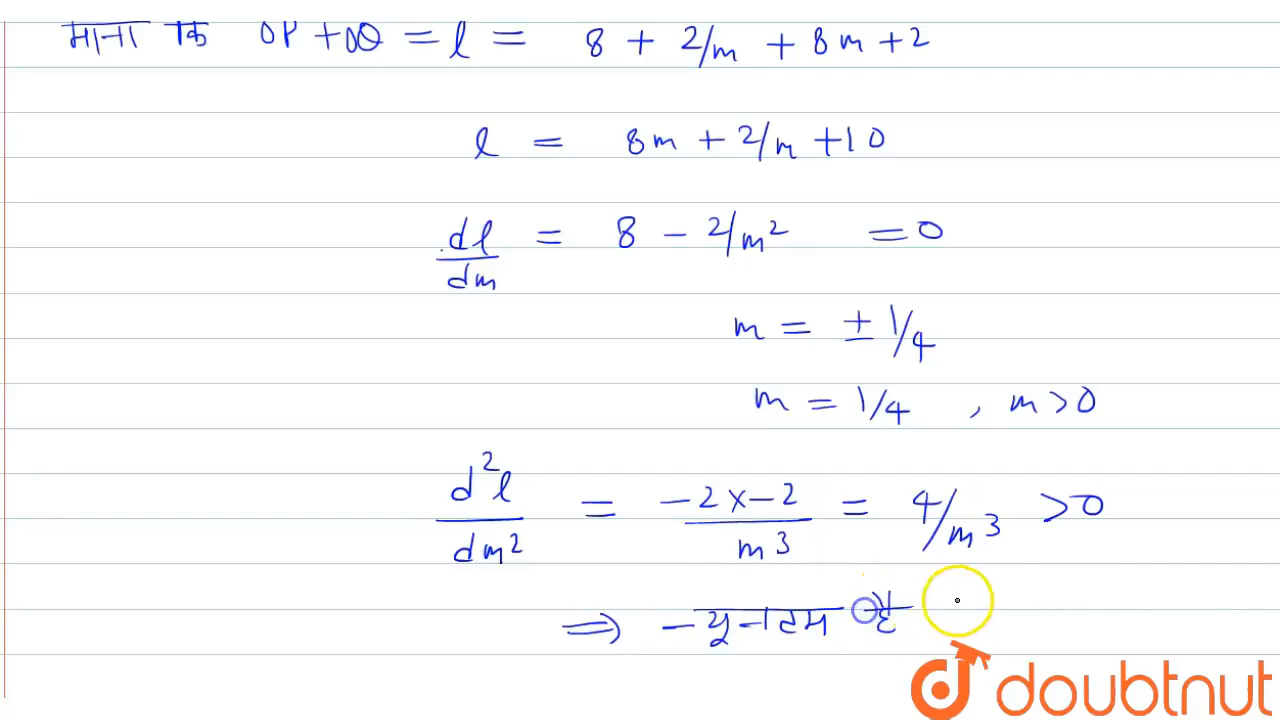 माना कि OP + OQ = l = 8 + 2/m + 8m + 2
l = 8m + 2/m + 10
dl/dm = 8 - 2/m² = 0
m = ± 1/4
m = 1/4 , m > 0
d²l/dm² = -2×-2/m³ = 4/m³ > 0
⇒ न्यूनतम है
doubtnut